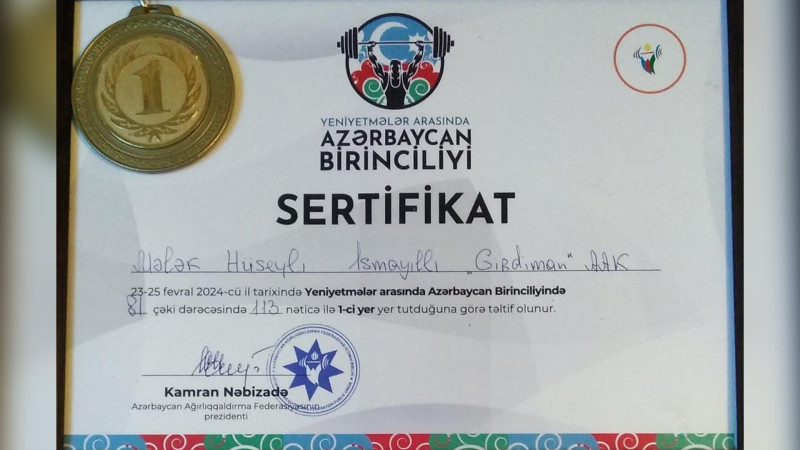 1
YENİYETMƏLƏR ARASINDA
AZƏRBAYCAN
BİRİNCİLİYİ
SERTİFİKAT
Mələk Hüseyli İsmayıllı „Girdiman“ AAK
23-25 fevral 2024-cü il tarixində Yeniyetmələr arasında Azərbaycan Birinciliyində
81 çəki dərəcəsində 113 nəticə ilə 1-ci yer yer tutduğuna görə təltif olunur.
Kamran Nəbizadə
Azərbaycan Ağırlıqqaldırma Federasiyasının
prezidenti